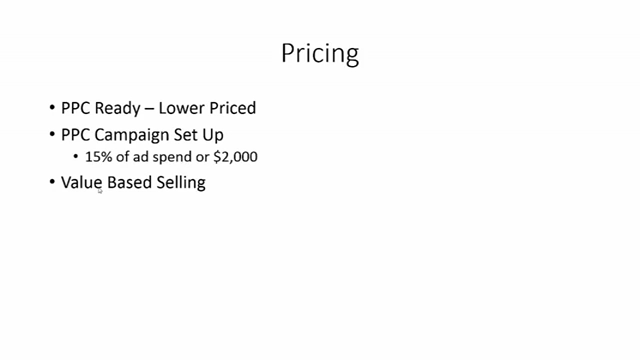 Pricing
• PPC Ready – Lower Priced
• PPC Campaign Set Up
• 15% of ad spend or $2,000
• Value Based Selling